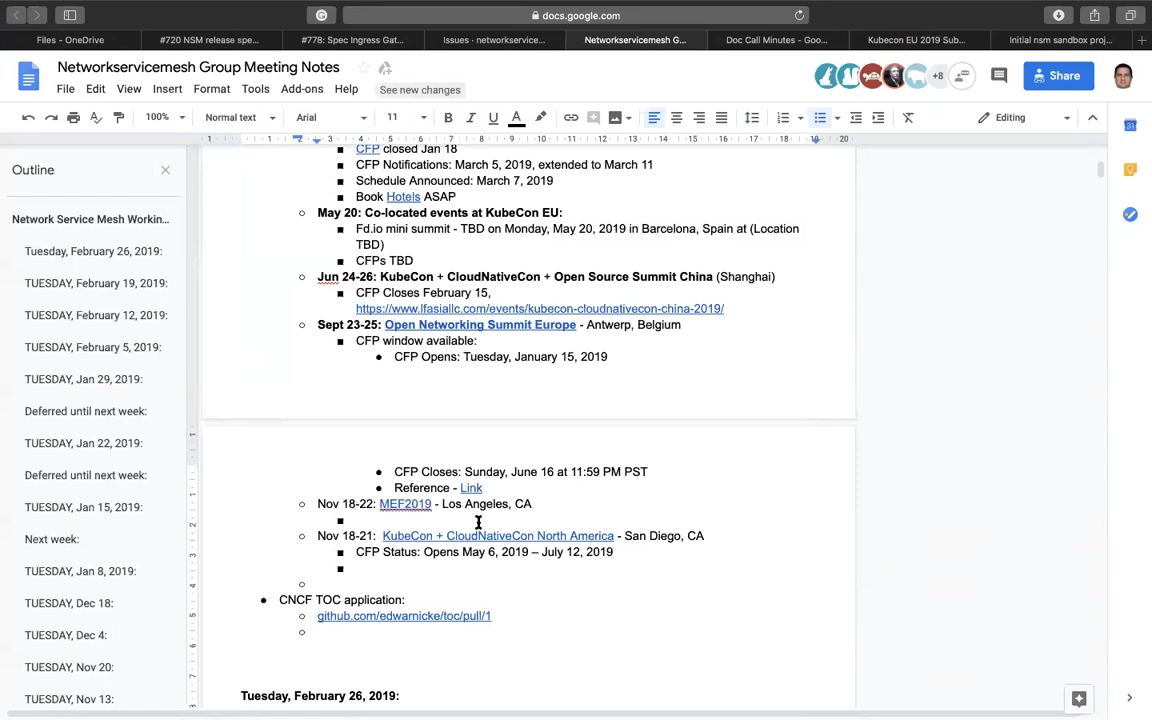 docs.google.com
Files - OneDrive
#720 NSM release spe...
#778: Spec Ingress Gat...
Issues · networkservice...
Networkservicemesh G...
Doc Call Minutes - Goo...
Kubecon EU 2019 Sub...
Initial nsm sandbox proj...
Networkservicemesh Group Meeting Notes
File Edit View Insert Format Tools Add-ons Help
See new changes
+8
Share
100%
Normal text
Arial
11
Editing
Outline
Network Service Mesh Workin...
Tuesday, February 26, 2019:
TUESDAY, February 19, 2019:
TUESDAY, February 12, 2019:
TUESDAY, February 5, 2019:
TUESDAY, Jan 29, 2019:
Deferred until next week:
TUESDAY, Jan 22, 2019:
Deferred until next week:
TUESDAY, Jan 15, 2019:
Next week:
TUESDAY, Jan 8, 2019:
TUESDAY, Dec 18:
TUESDAY, Dec 4:
TUESDAY, Nov 20:
TUESDAY, Nov 13:
CFP closed Jan 18
CFP Notifications: March 5, 2019, extended to March 11
Schedule Announced: March 7, 2019
Book Hotels ASAP
May 20: Co-located events at KubeCon EU:
Fd.io mini summit - TBD on Monday, May 20, 2019 in Barcelona, Spain at (Location
TBD)
CFPs TBD
Jun 24-26: KubeCon + CloudNativeCon + Open Source Summit China (Shanghai)
CFP Closes February 15,
https://www.lfasiallc.com/events/kubecon-cloudnativecon-china-2019/
Sept 23-25: Open Networking Summit Europe - Antwerp, Belgium
CFP window available:
CFP Opens: Tuesday, January 15, 2019
CFP Closes: Sunday, June 16 at 11:59 PM PST
Reference - Link
Nov 18-22: MEF2019 - Los Angeles, CA
Nov 18-21: KubeCon + CloudNativeCon North America - San Diego, CA
CFP Status: Opens May 6, 2019 – July 12, 2019
CNCF TOC application:
github.com/edwarnicke/toc/pull/1
Tuesday, February 26, 2019: